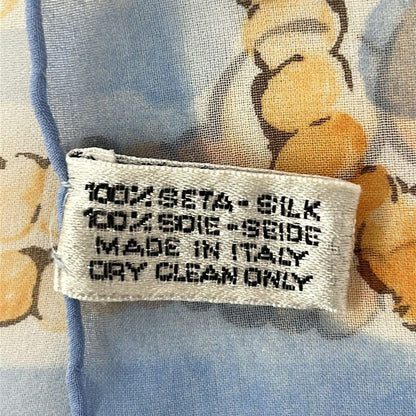 100% SETA - SILK
100% SOIE - SEIDE
MADE IN ITALY
DRY CLEAN ONLY